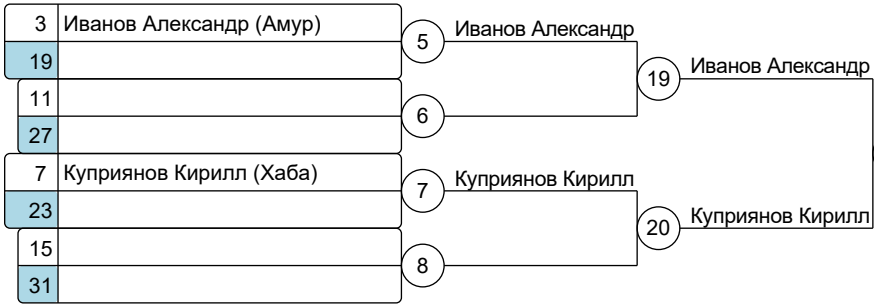 3 Иванов Александр (Амур)
19
5 Иванов Александр
11
27
6
19 Иванов Александр
7 Куприянов Кирилл (Хаба)
23
7 Куприянов Кирилл
15
31
8
20 Куприянов Кирилл